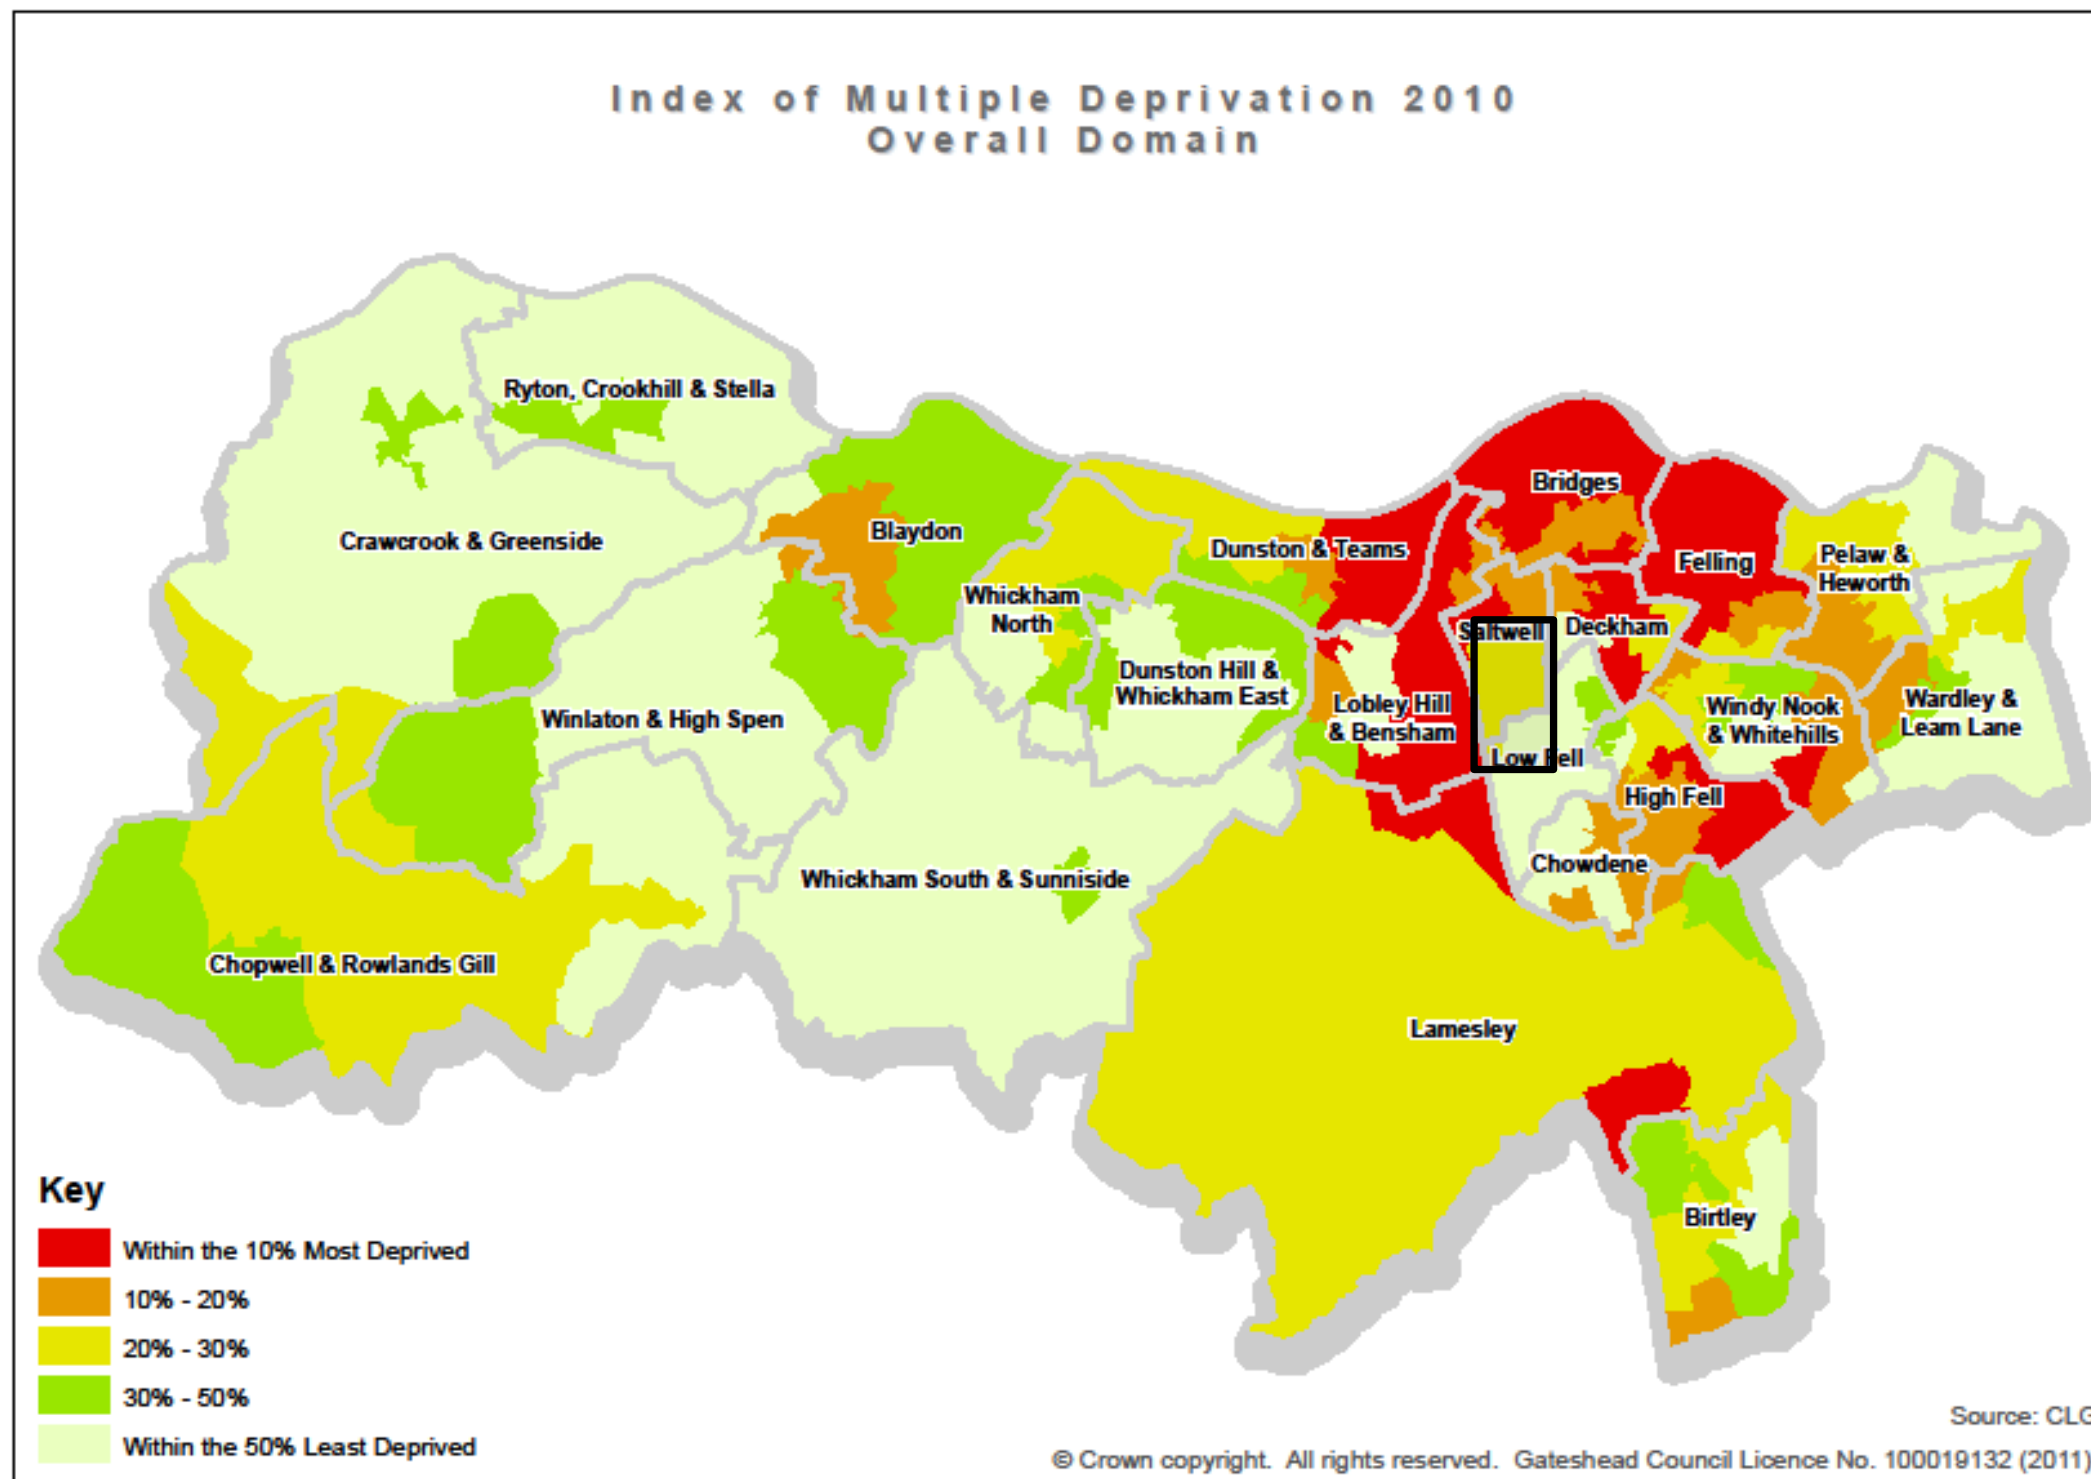 Index of Multiple Deprivation 2010
Overall Domain
Ryton, Crookhill & Stella
Crawcrook & Greenside
Blaydon
Bridges
Dunston & Teams
Felling
Pelaw &
Heworth
Whickham
North
Saltwell
Deckham
Dunston Hill &
Whickham East
Lobley Hill
& Bensham
Windy Nook
& Whitehills
Wardley &
Leam Lane
Winlaton & High Spen
Low Fell
High Fell
Chowdene
Whickham South & Sunniside
Chopwell & Rowlands Gill
Lamesley
Birtley
Key
Within the 10% Most Deprived
10% - 20%
20% - 30%
30% - 50%
Within the 50% Least Deprived
Source: CLG
© Crown copyright. All rights reserved. Gateshead Council Licence No. 100019132 (2011)